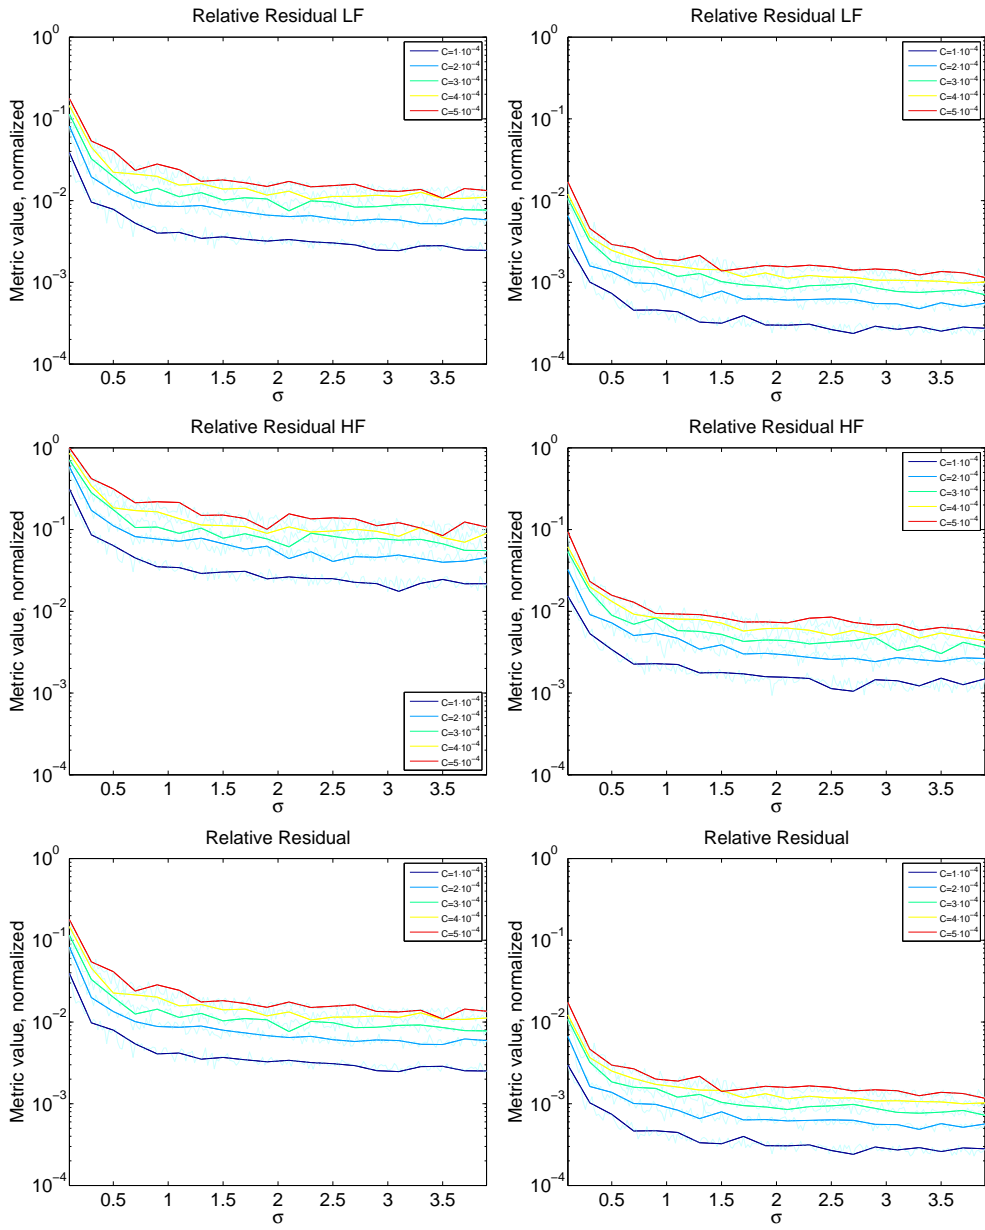 Relative Residual LF
Metric value, normalized
10^0
10^-1
10^-2
10^-3
10^-4
C=1·10^-4
C=2·10^-4
C=3·10^-4
C=4·10^-4
C=5·10^-4
0.5 1 1.5 2 2.5 3 3.5
σ
Relative Residual LF
Metric value, normalized
10^0
10^-1
10^-2
10^-3
10^-4
C=1·10^-4
C=2·10^-4
C=3·10^-4
C=4·10^-4
C=5·10^-4
0.5 1 1.5 2 2.5 3 3.5
σ
Relative Residual HF
Metric value, normalized
10^0
10^-1
10^-2
10^-3
10^-4
C=1·10^-4
C=2·10^-4
C=3·10^-4
C=4·10^-4
C=5·10^-4
0.5 1 1.5 2 2.5 3 3.5
σ
Relative Residual HF
Metric value, normalized
10^0
10^-1
10^-2
10^-3
10^-4
C=1·10^-4
C=2·10^-4
C=3·10^-4
C=4·10^-4
C=5·10^-4
0.5 1 1.5 2 2.5 3 3.5
σ
Relative Residual
Metric value, normalized
10^0
10^-1
10^-2
10^-3
10^-4
C=1·10^-4
C=2·10^-4
C=3·10^-4
C=4·10^-4
C=5·10^-4
0.5 1 1.5 2 2.5 3 3.5
σ
Relative Residual
Metric value, normalized
10^0
10^-1
10^-2
10^-3
10^-4
C=1·10^-4
C=2·10^-4
C=3·10^-4
C=4·10^-4
C=5·10^-4
0.5 1 1.5 2 2.5 3 3.5
σ